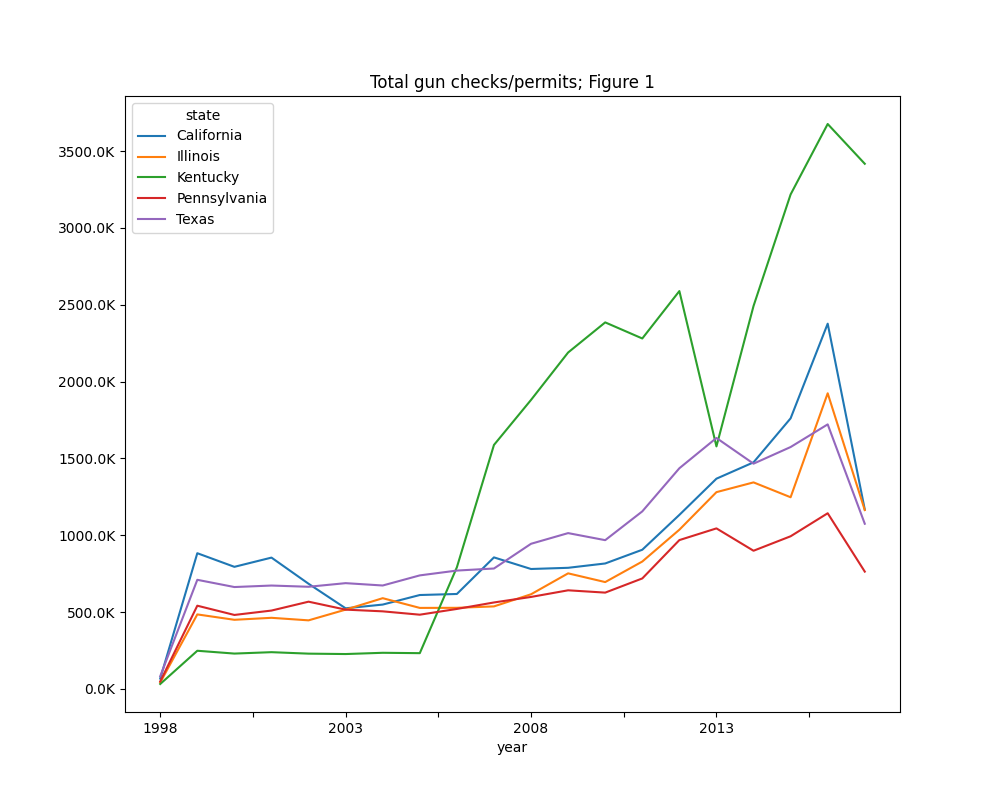 Total gun checks/permits; Figure 1
state
California
Illinois
Kentucky
Pennsylvania
Texas
3500.0K
3000.0K
2500.0K
2000.0K
1500.0K
1000.0K
500.0K
0.0K
1998 2003 2008 2013
year